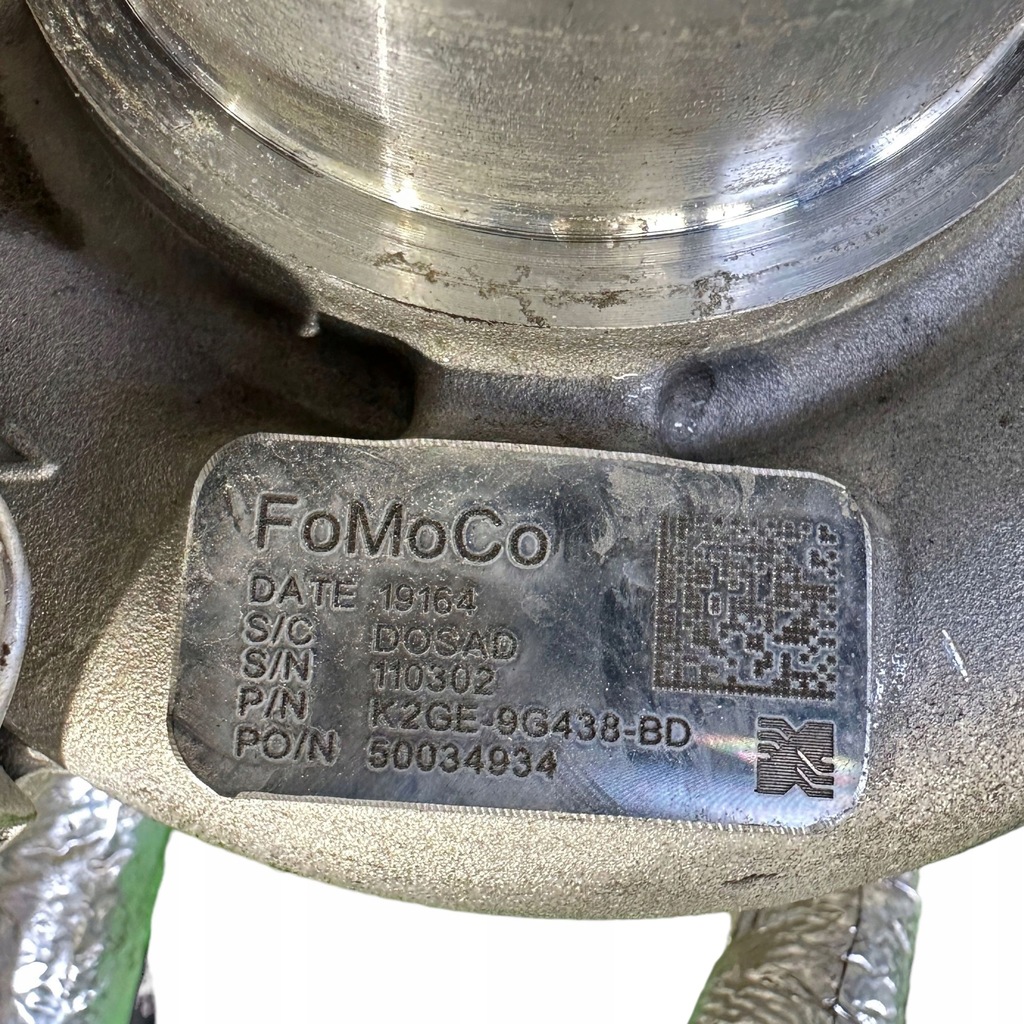 FoMoCo
DATE 19164
S/C DOSAD
S/N 110302
P/N K2GE-9G438-BD
PO/N 50034934